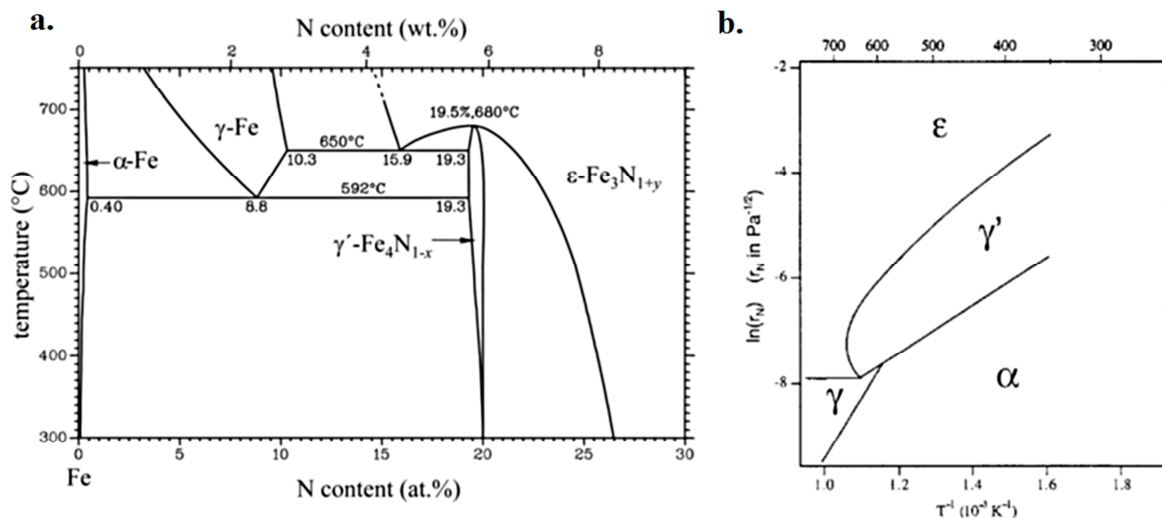 a.
N content (wt.%)
0 2 4 6 8
temperature (°C)
700
600
500
400
300
α-Fe
γ-Fe
650°C
10.3 15.9 19.3
19.5%,680°C
592°C
0.40 8.8 19.3
γ´-Fe4N1-x
ε-Fe3N1+y
0 5 10 15 20 25 30
Fe
N content (at.%)
b.
700 600 500 400 300
ln(rN) (rN in Pa-1/2)
-2
-4
-6
-8
ε
γ'
α
γ
1.0 1.2 1.4 1.6 1.8
T-1 (10-3 K-1)